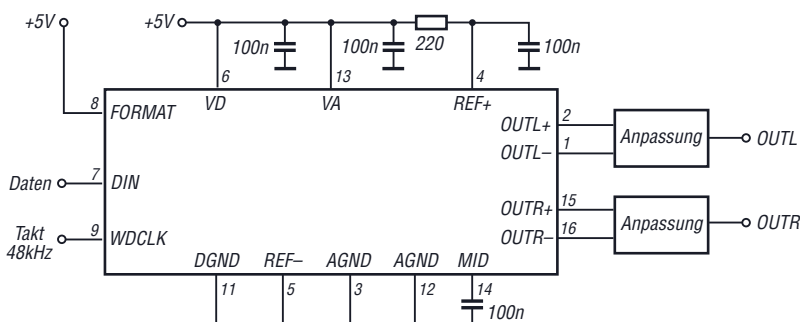 +5V
+5V
100n
100n
220
100n
6
13
4
8
FORMAT
VD
VA
REF+
OUTL+
2
OUTL–
1
Anpassung
OUTL
Daten
7
DIN
OUTR+
15
OUTR–
16
Anpassung
OUTR
Takt
48kHz
9
WDCLK
DGND
REF–
AGND
AGND
MID
11
5
3
12
14
100n